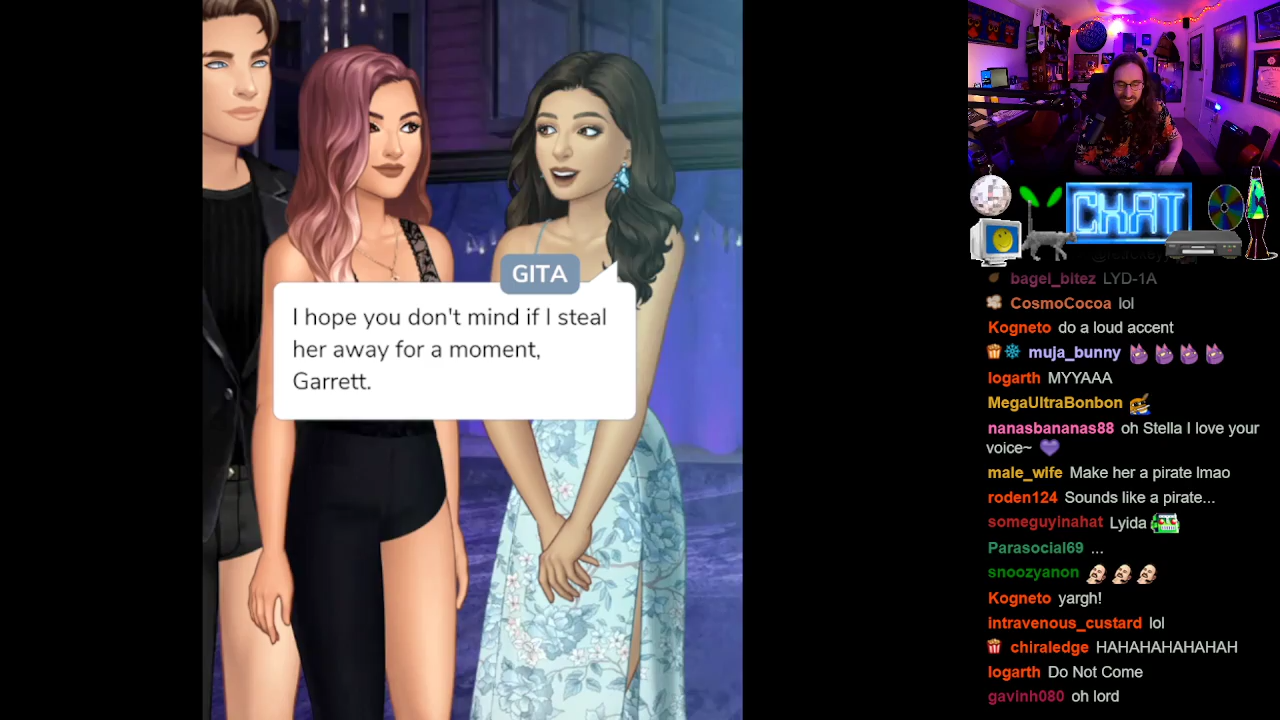 GITA
I hope you don't mind if I steal
her away for a moment,
Garrett.
CHAT
bagel_bitez LYD-1A
CosmoCocoa lol
Kogneto do a loud accent
muja_bunny
logarth MYYAAA
MegaUltraBonbon
nanasbananas88 oh Stella I love your
voice~
male_wife Make her a pirate lmao
roden124 Sounds like a pirate...
someguyinahat Lyida
Parasocial69 ...
snoozyanon
Kogneto yargh!
intravenous_custard lol
chiraledge HAHAHAHAHAHAH
logarth Do Not Come
gavinh080 oh lord